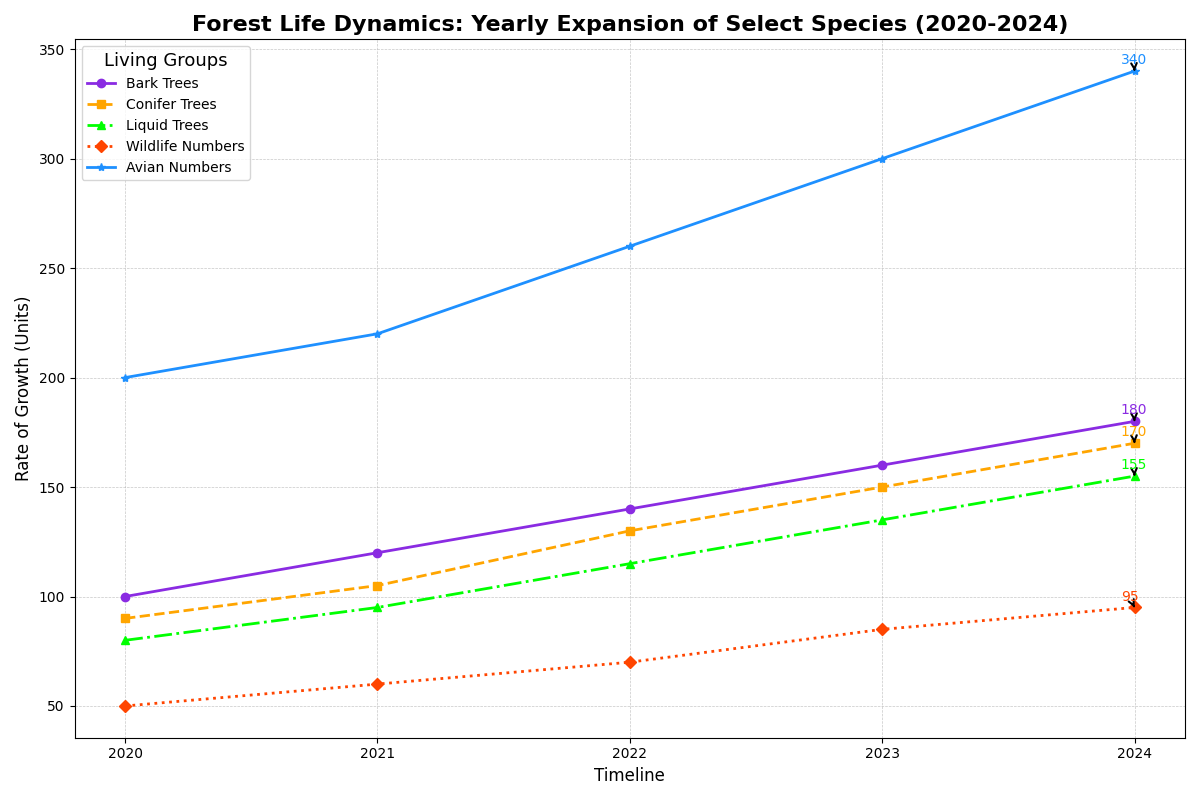 Forest Life Dynamics: Yearly Expansion of Select Species (2020-2024)
Living Groups
Bark Trees
Conifer Trees
Liquid Trees
Wildlife Numbers
Avian Numbers
Rate of Growth (Units)
350
300
250
200
150
100
50
340
180
170
155
95
2020
2021
2022
2023
2024
Timeline